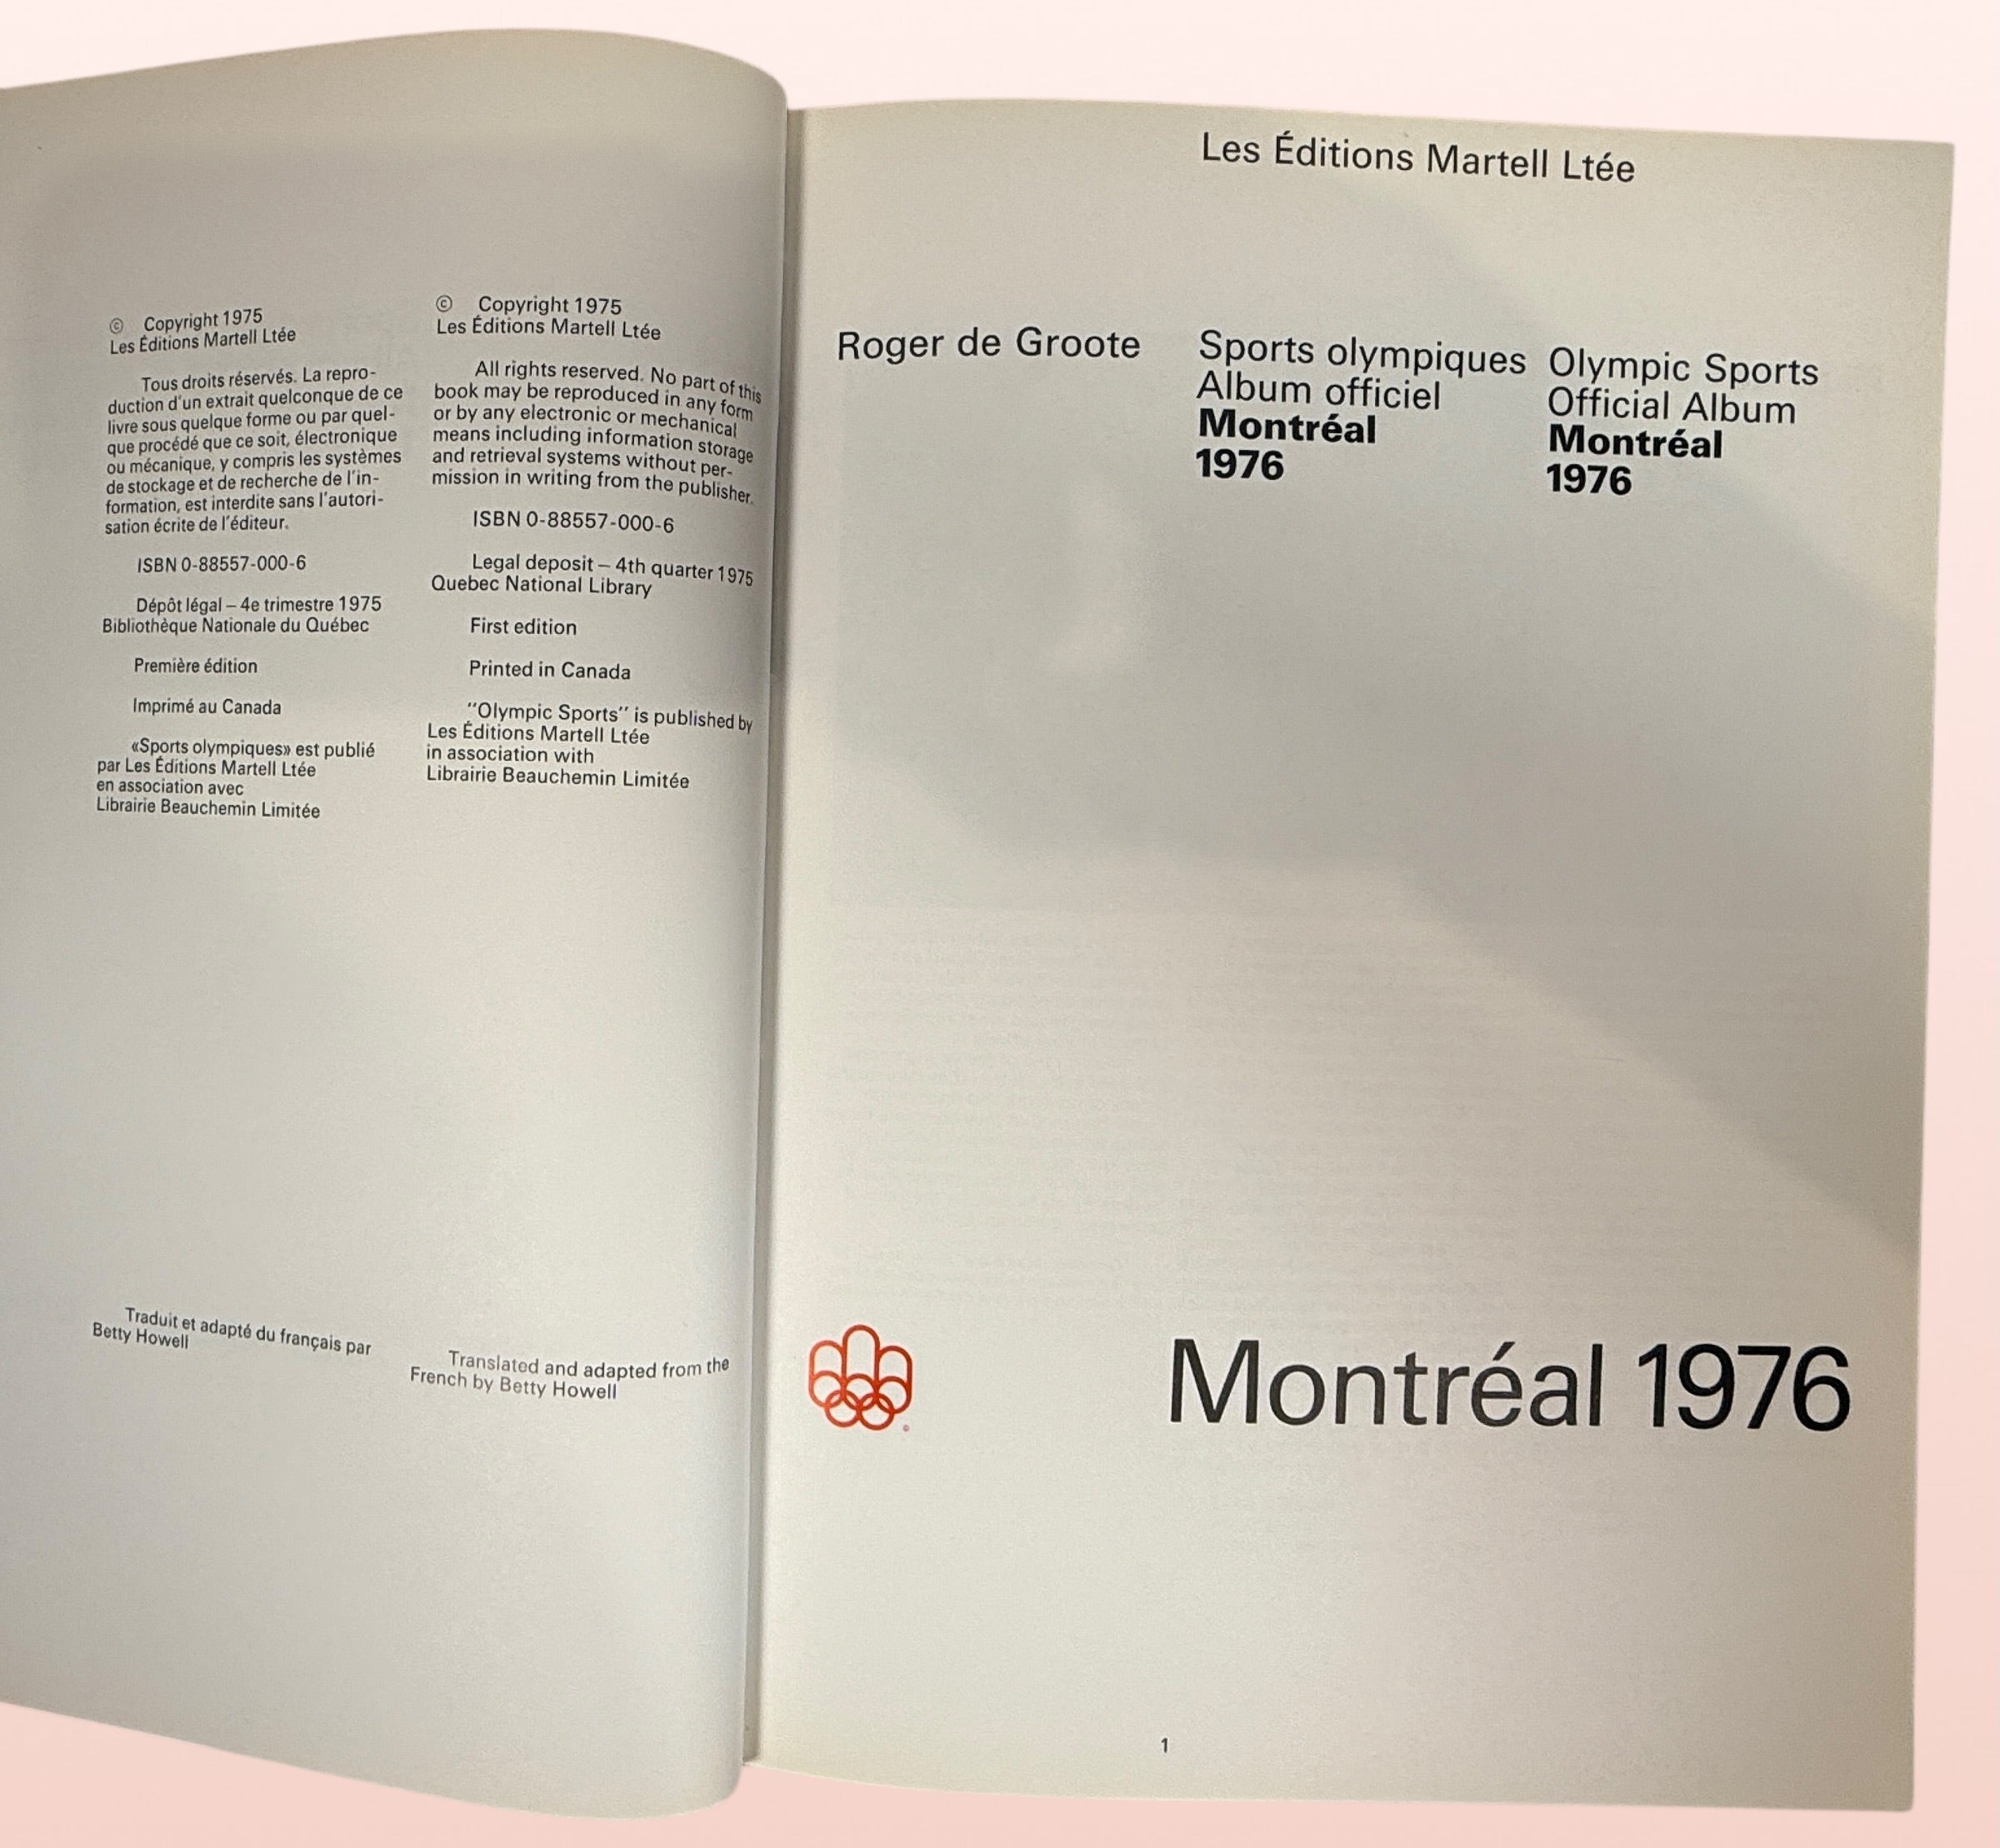 © Copyright 1975
Les Éditions Martell Ltée
Tous droits réservés. La repro-
duction d'un extrait quelconque de ce
livre sous quelque forme ou par quel-
que procédé que ce soit, électronique
ou mécanique, y compris les systèmes
de stockage et de recherche de l'in-
formation, est interdite sans l'autori-
sation écrite de l'éditeur.
ISBN 0-88557-000-6
Dépôt légal – 4e trimestre 1975
Bibliothèque Nationale du Québec
Première édition
Imprimé au Canada
«Sports olympiques» est publié
par Les Éditions Martell Ltée
en association avec
Librairie Beauchemin Limitée
Traduit et adapté du français par
Betty Howell
© Copyright 1975
Les Éditions Martell Ltée
All rights reserved. No part of this
book may be reproduced in any form
or by any electronic or mechanical
means including information storage
and retrieval systems without per-
mission in writing from the publisher.
ISBN 0-88557-000-6
Legal deposit – 4th quarter 1975
Quebec National Library
First edition
Printed in Canada
"Olympic Sports" is published by
Les Éditions Martell Ltée
in association with
Librairie Beauchemin Limitée
Translated and adapted from the
French by Betty Howell
Les Éditions Martell Ltée
Roger de Groote
Sports olympiques
Album officiel
Montréal
1976
Olympic Sports
Official Album
Montréal
1976
Montréal 1976
1